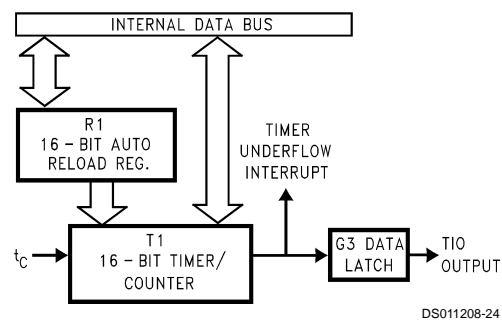 INTERNAL DATA BUS
R1
16-BIT AUTO
RELOAD REG.
TIMER
UNDERFLOW
INTERRUPT
tC
T1
16-BIT TIMER/
COUNTER
G3 DATA
LATCH
TIO
OUTPUT
DS011208-24